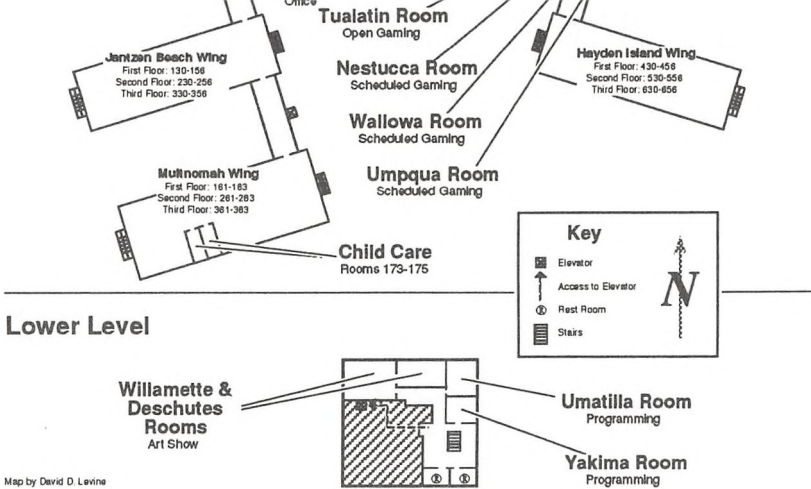 Office
Tualatin Room
Open Gaming
Jantzen Beach Wing
First Floor: 130-156
Second Floor: 230-256
Third Floor: 330-356
Hayden Island Wing
First Floor: 430-456
Second Floor: 530-556
Third Floor: 630-656
Nestucca Room
Scheduled Gaming
Wallowa Room
Scheduled Gaming
Multnomah Wing
First Floor: 161-183
Second Floor: 261-283
Third Floor: 361-383
Umpqua Room
Scheduled Gaming
Child Care
Rooms 173-175
Key
Elevator
Access to Elevator
Rest Room
Stairs
N
Lower Level
Willamette &
Deschutes
Rooms
Art Show
Umatilla Room
Programming
Yakima Room
Programming
Map by David D. Levine